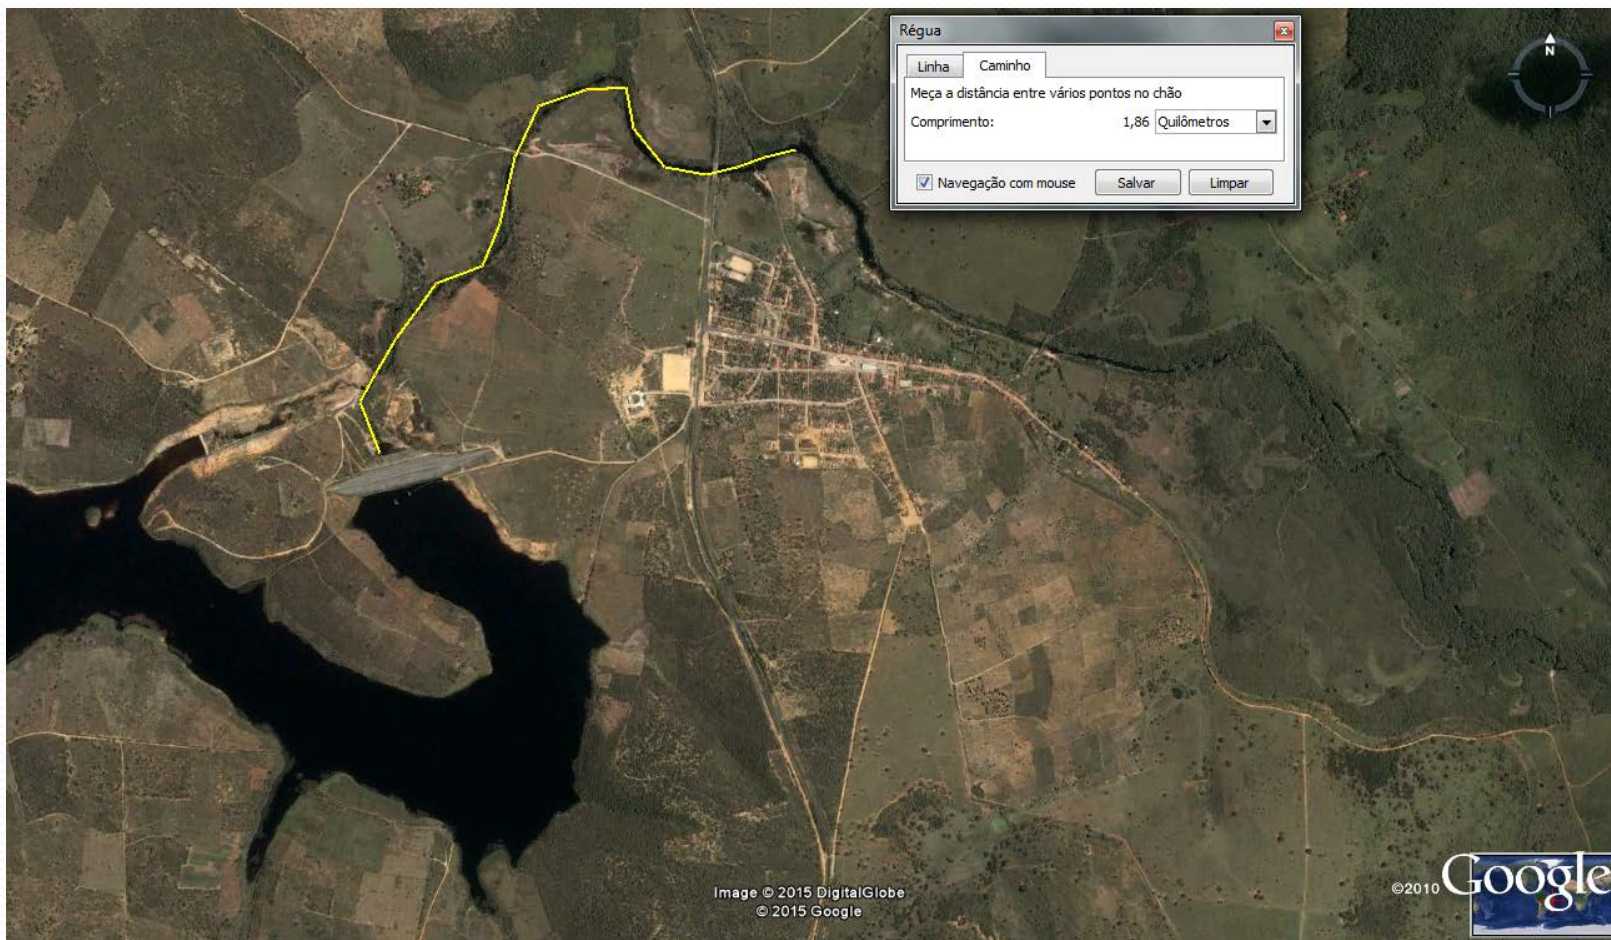 Régua
Linha
Caminho
Meça a distância entre vários pontos no chão
Comprimento:
1,86
Quilômetros
Navegação com mouse
Salvar
Limpar
N
Image © 2015 DigitalGlobe
© 2015 Google
©2010
Google